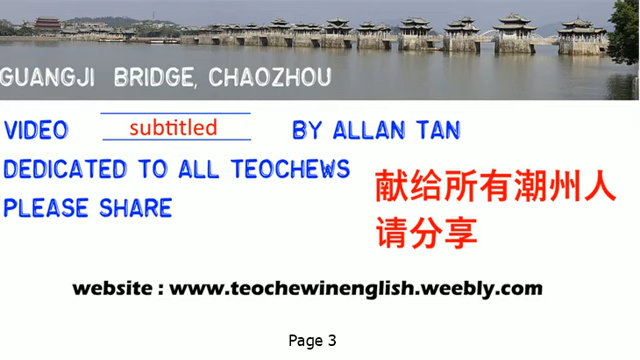 GUANGJI BRIDGE, CHAOZHOU
VIDEO subtitled BY ALLAN TAN
DEDICATED TO ALL TEOCHEWS
PLEASE SHARE
献给所有潮州人
请分享
website : www.teochewinenglish.weebly.com
Page 3